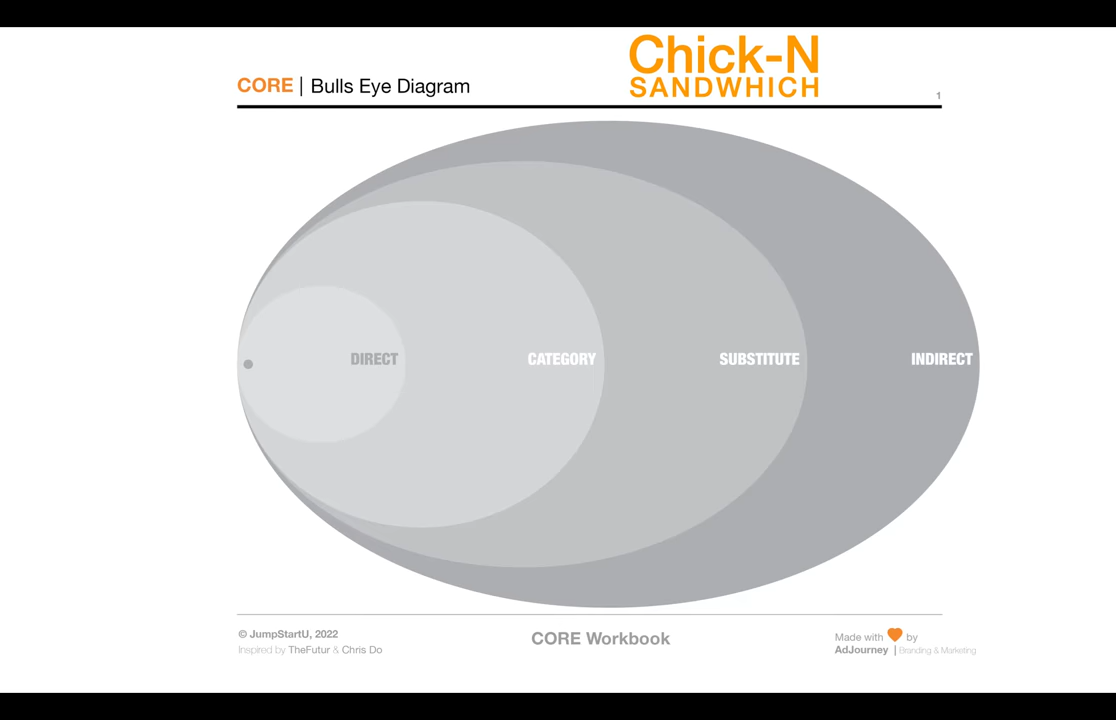 Chick-N
SANDWHICH
CORE | Bulls Eye Diagram
1
DIRECT
CATEGORY
SUBSTITUTE
INDIRECT
© JumpStartU, 2022
Inspired by TheFutur & Chris Do
CORE Workbook
Made with 🧡 by
AdJourney | Branding & Marketing